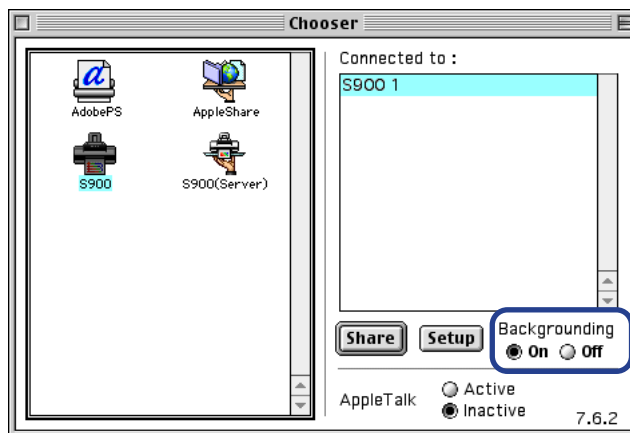 Chooser
AdobePS
AppleShare
S900
S900(Server)
Connected to :
S900 1
Share
Setup
Backgrounding
On Off
AppleTalk
Active
Inactive
7.6.2